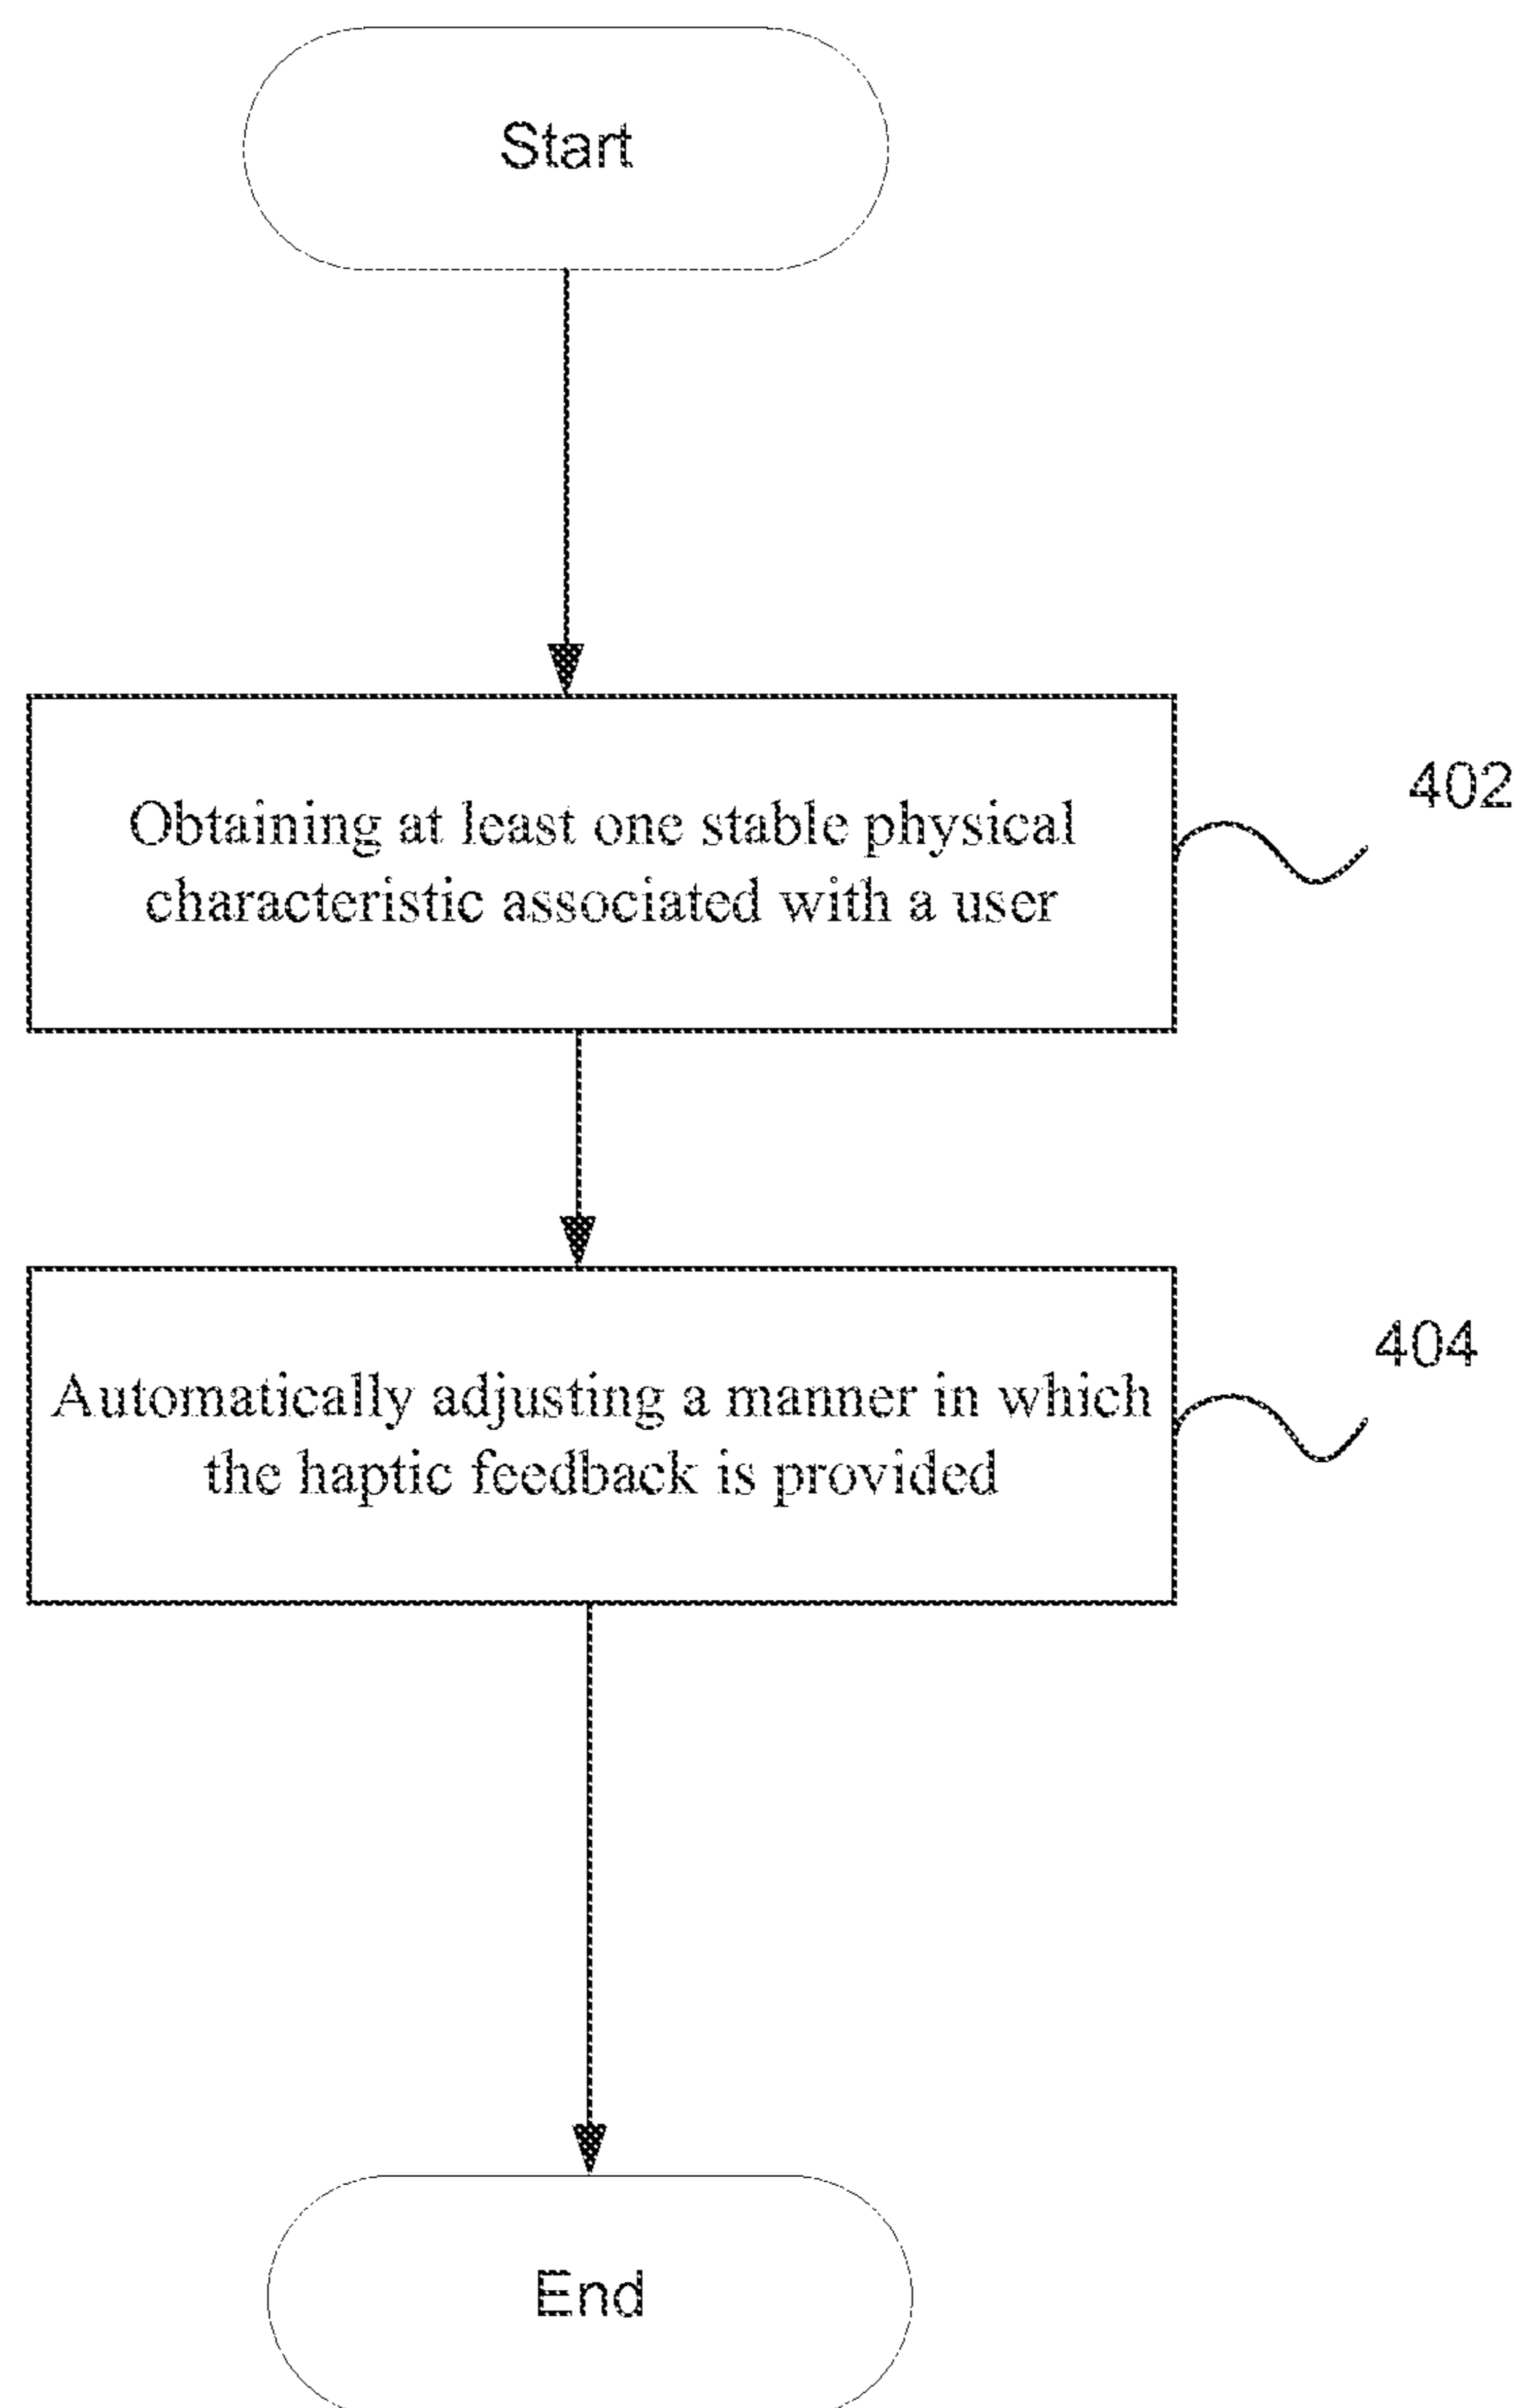 Start
Obtaining at least one stable physical
characteristic associated with a user
402
Automatically adjusting a manner in which
the haptic feedback is provided
404
End